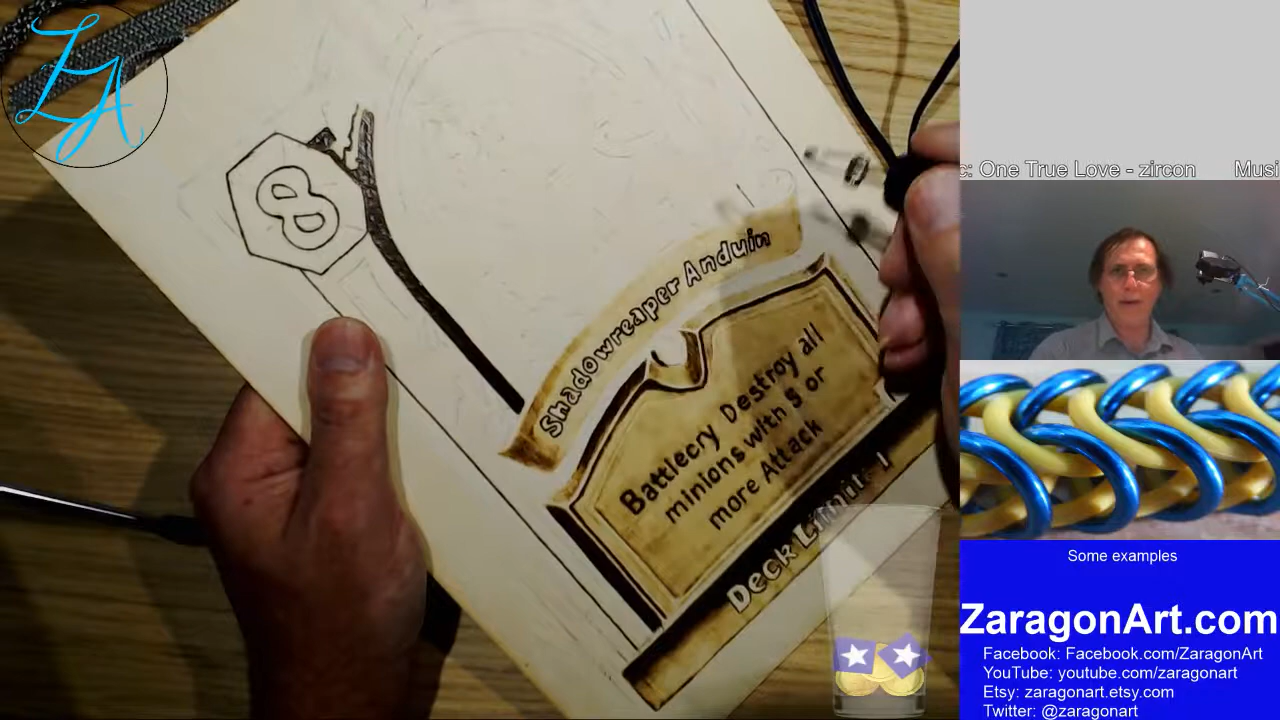 ZA
8
Shadowreaper Anduin
Battlecry Destroy all
minions with 5 or
more Attack
Deck Limit: 1
c: One True Love - zircon Musi
Some examples
ZaragonArt.com
Facebook: Facebook.com/ZaragonArt
YouTube: youtube.com/zaragonart
Etsy: zaragonart.etsy.com
Twitter: @zaragonart